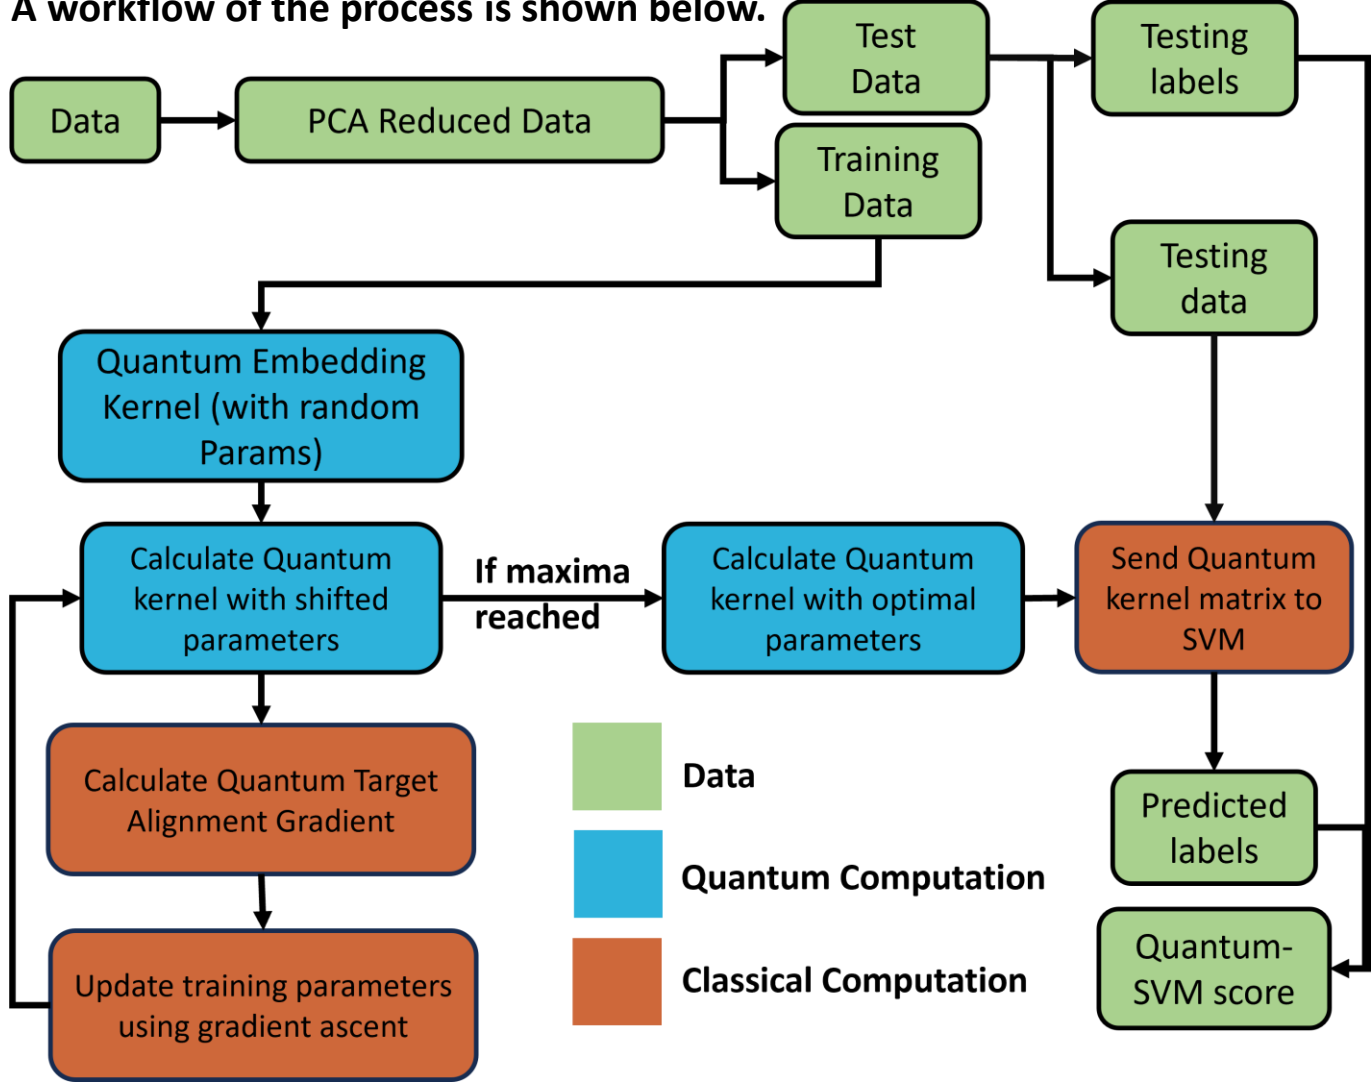 A workflow of the process is shown below.
Data
PCA Reduced Data
Test
Data
Training
Data
Testing
labels
Testing
data
Quantum Embedding
Kernel (with random
Params)
Calculate Quantum
kernel with shifted
parameters
If maxima
reached
Calculate Quantum
kernel with optimal
parameters
Send Quantum
kernel matrix to
SVM
Calculate Quantum Target
Alignment Gradient
Update training parameters
using gradient ascent
Data
Quantum Computation
Classical Computation
Predicted
labels
Quantum-
SVM score